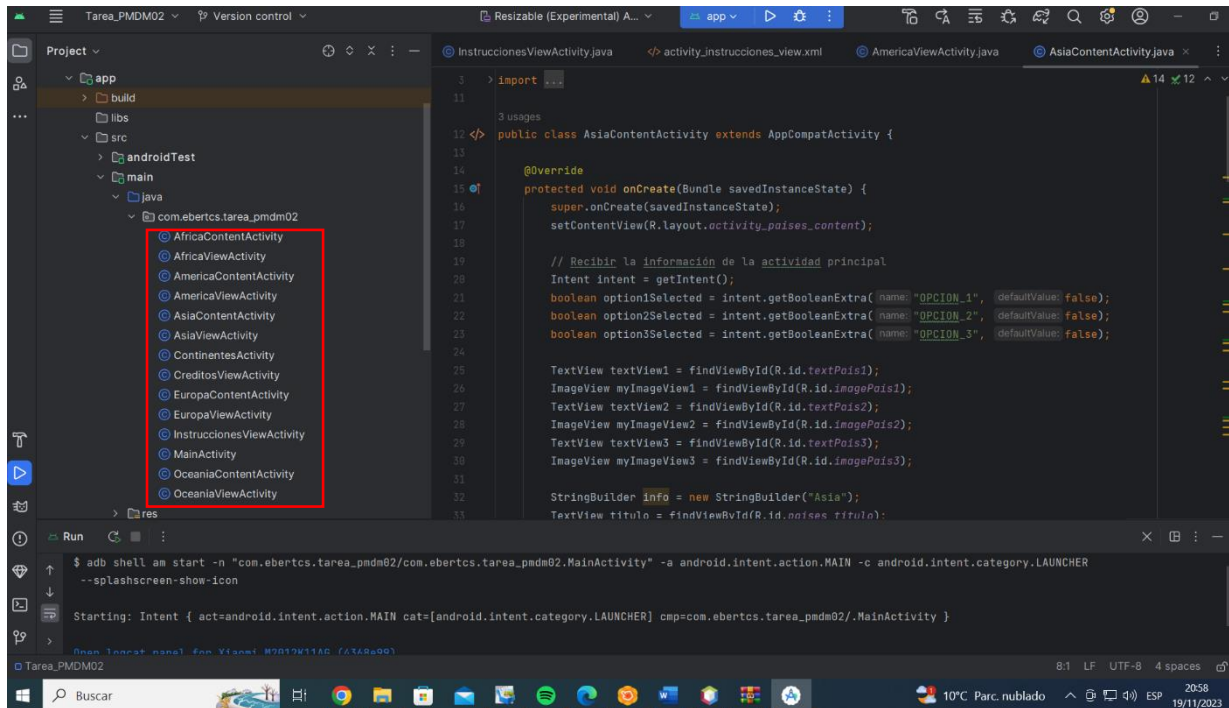 Tarea_PMDM02 Version control Resizable (Experimental) A... app
Project
InstruccionesViewActivity.java activity_instrucciones_view.xml AmericaViewActivity.java AsiaContentActivity.java
app
build
libs
src
androidTest
main
java
com.ebertcs.tarea_pmdm02
AfricaContentActivity
AfricaViewActivity
AmericaContentActivity
AmericaViewActivity
AsiaContentActivity
AsiaViewActivity
ContinentesActivity
CreditosViewActivity
EuropaContentActivity
EuropaViewActivity
InstruccionesViewActivity
MainActivity
OceaniaContentActivity
OceaniaViewActivity
res
14 12
3 import ...
11
3 usages
12 public class AsiaContentActivity extends AppCompatActivity {
13
14 @Override
15 protected void onCreate(Bundle savedInstanceState) {
16 super.onCreate(savedInstanceState);
17 setContentView(R.layout.activity_paises_content);
18
19 // Recibir la información de la actividad principal
20 Intent intent = getIntent();
21 boolean option1Selected = intent.getBooleanExtra( name: "OPCION_1", defaultValue: false);
22 boolean option2Selected = intent.getBooleanExtra( name: "OPCION_2", defaultValue: false);
23 boolean option3Selected = intent.getBooleanExtra( name: "OPCION_3", defaultValue: false);
24
25 TextView textView1 = findViewById(R.id.textPais1);
26 ImageView myImageView1 = findViewById(R.id.imagePais1);
27 TextView textView2 = findViewById(R.id.textPais2);
28 ImageView myImageView2 = findViewById(R.id.imagePais2);
29 TextView textView3 = findViewById(R.id.textPais3);
30 ImageView myImageView3 = findViewById(R.id.imagePais3);
31
32 StringBuilder info = new StringBuilder("Asia");
33 TextView titulo = findViewById(R.id.paises_titulo);
Run
$ adb shell am start -n "com.ebertcs.tarea_pmdm02/com.ebertcs.tarea_pmdm02.MainActivity" -a android.intent.action.MAIN -c android.intent.category.LAUNCHER
--splashscreen-show-icon
Starting: Intent { act=android.intent.action.MAIN cat=[android.intent.category.LAUNCHER] cmp=com.ebertcs.tarea_pmdm02/.MainActivity }
Open logcat panel for Xiaomi M2012K11AG (4368e99)
Tarea_PMDM02 8:1 LF UTF-8 4 spaces
Buscar 10°C Parc. nublado ESP 20:58
19/11/2023